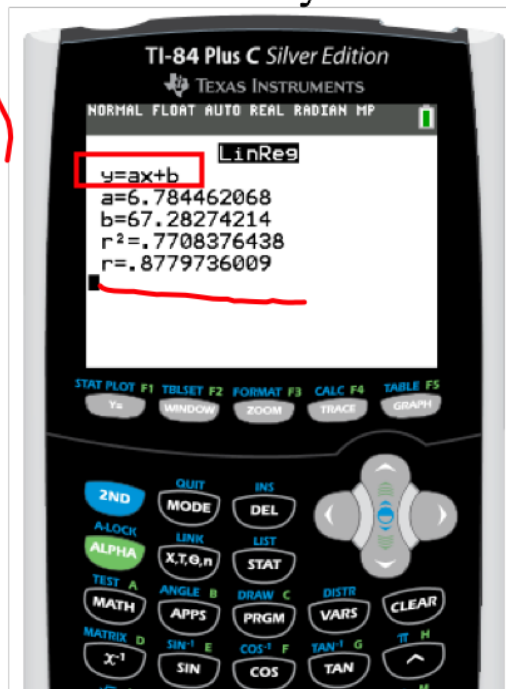 TI-84 Plus C Silver Edition
TEXAS INSTRUMENTS
NORMAL FLOAT AUTO REAL RADIAN MP
LinReg
y=ax+b
a=6.784462068
b=67.28274214
r²=.7708376438
r=.8779736009
STAT PLOT F1 TBLSET F2 FORMAT F3 CALC F4 TABLE F5
Y= WINDOW ZOOM TRACE GRAPH
QUIT INS
2ND MODE DEL
A-LOCK LINK LIST
ALPHA X,T,Θ,n STAT
TEST A ANGLE B DRAW C DISTR
MATH APPS PRGM VARS CLEAR
MATRIX D SIN⁻¹ E COS⁻¹ F TAN⁻¹ G π H
x⁻¹ SIN COS TAN ^